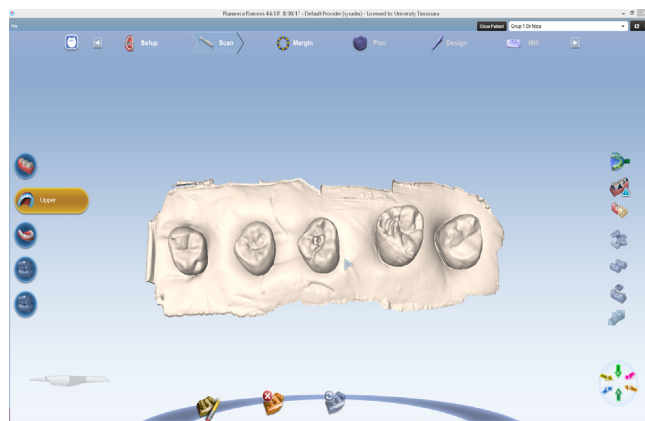 Planmeca Romexis 4.6.1.R 8/30/17 - Default Provider (sysadm) - Licensed to University Timisoara
File
Close Patient
Grup 1 Dr Nica
Setup
Scan
Margin
Plan
Design
Mill
Upper